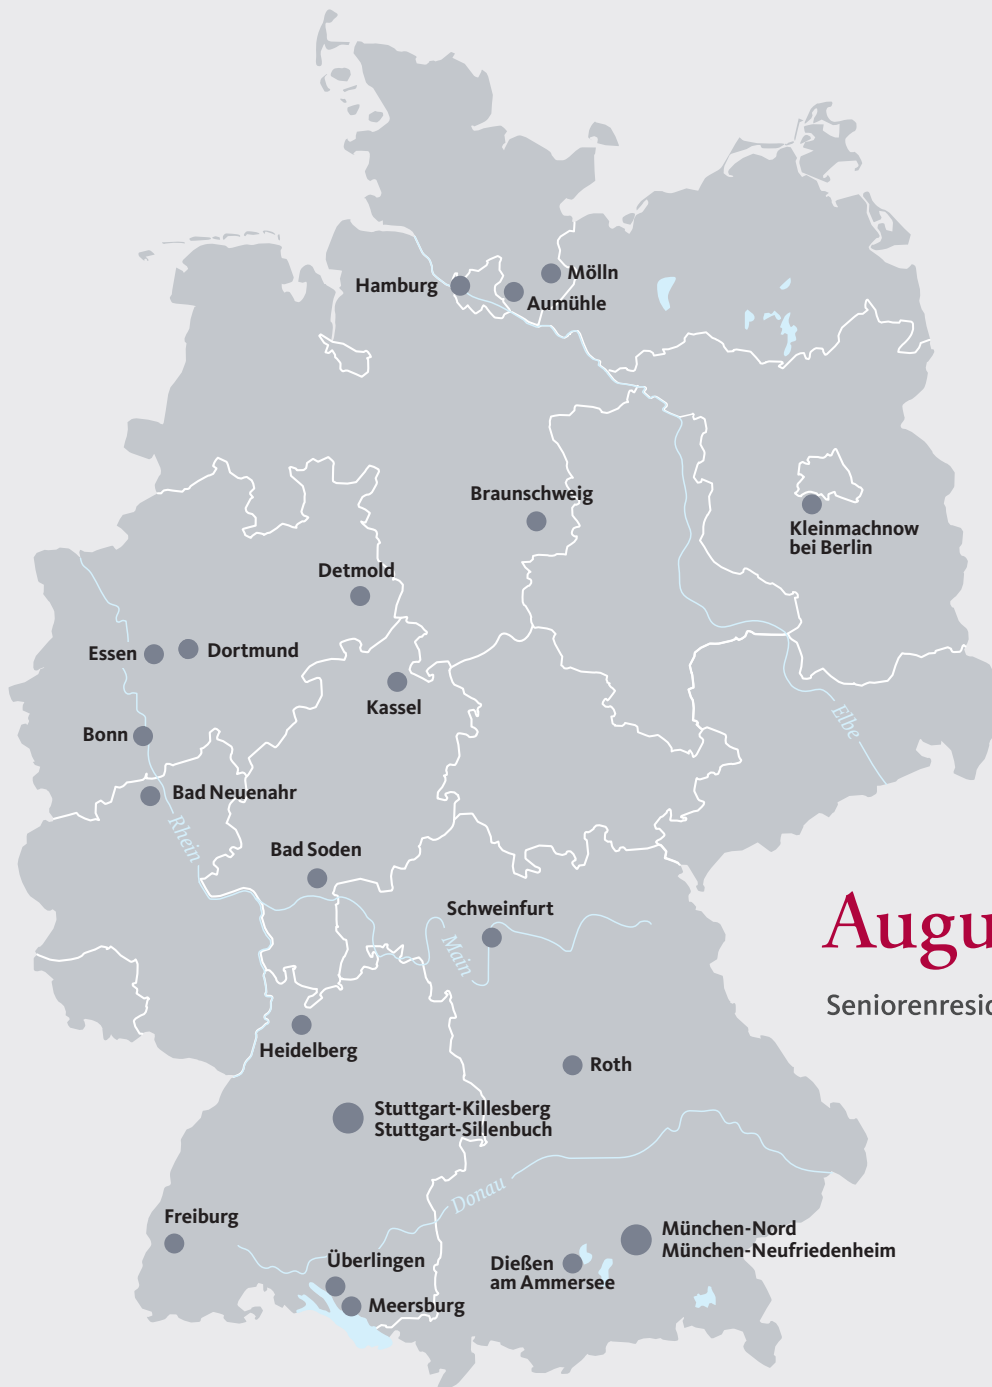 Mölln
Hamburg
Aumühle
Braunschweig
Kleinmachnow
bei Berlin
Detmold
Essen
Dortmund
Kassel
Elbe
Bonn
Bad Neuenahr
Rhein
Bad Soden
Schweinfurt
Augu
Main
Seniorenresid
Heidelberg
Roth
Stuttgart-Killesberg
Stuttgart-Sillenbuch
Donau
Freiburg
München-Nord
München-Neufriedenheim
Überlingen
Dießen
am Ammersee
Meersburg